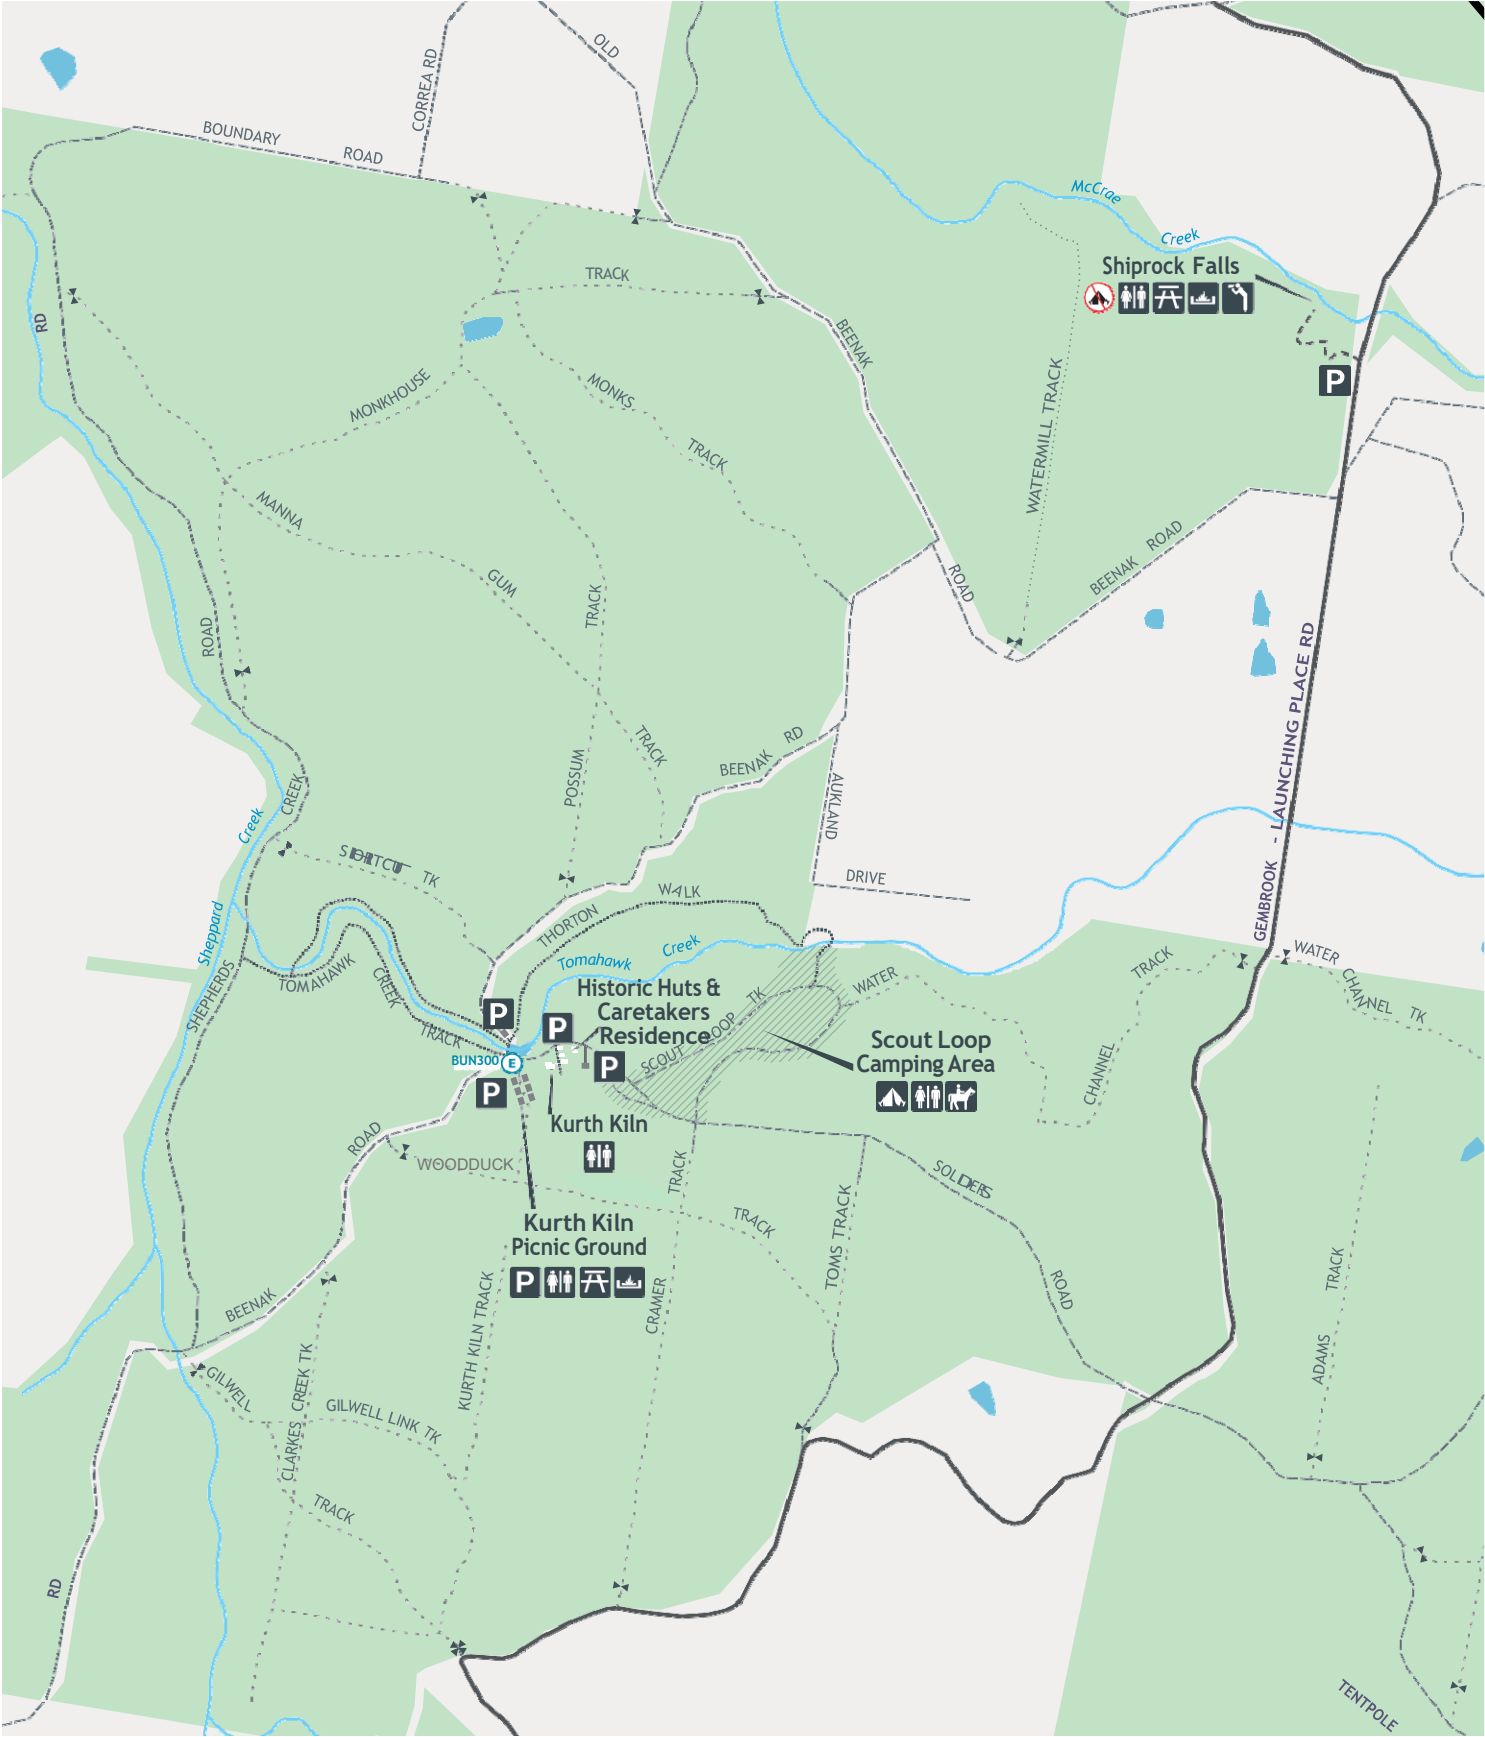 OLD
CORREA RD
BOUNDARY
ROAD
McCrae
Creek
Shiprock Falls
TRACK
RD
BEENAK
P
MONKHOUSE
MONKS
TRACK
WATERMILL TRACK
MANNA
BEENAK ROAD
ROAD
GUM
TRACK
ROAD
TRACK
BEENAK RD
POSSUM
AUKLAND
GEMBROOK - LAUNCHING PLACE RD
CREEK
Creek
SHORTCUT TK
DRIVE
WALK
THORTON
Sheppard
Creek
Tomahawk
WATER
CHANNEL TK
TRACK
SHEPHERDS
TOMAHAWK
CREEK
TRACK
Historic Huts &
Caretakers
Residence
P
P
P
P
SCOUT LOOP TK
WATER
Scout Loop
Camping Area
CHANNEL
BUN300
E
Kurth Kiln
ROAD
WOODDUCK
TRACK
SOLDIERS
TOMS TRACK
TRACK
Kurth Kiln
Picnic Ground
P
TRACK
ROAD
BEENAK
KURTH KILN TRACK
CRAMER
ADAMS
GILWELL
CLARKES CREEK TK
GILWELL LINK TK
TRACK
RD
TENTPOLE